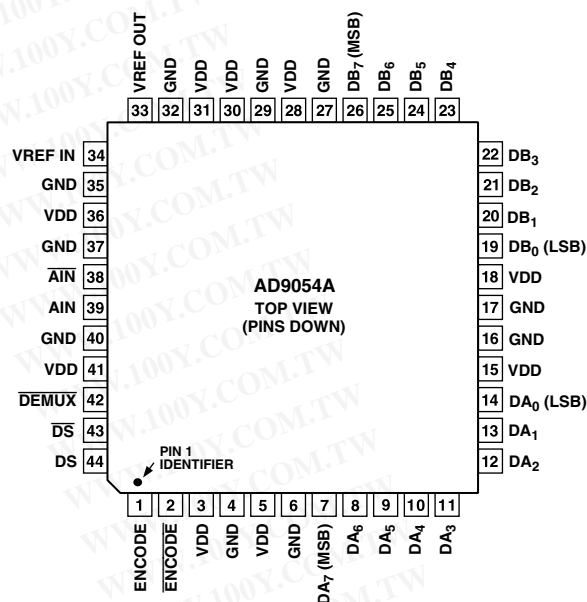 VREF OUT
GND
VDD
VDD
GND
VDD
GND
DB₇ (MSB)
DB₆
DB₅
DB₄
33 32 31 30 29 28 27 26 25 24 23
VREF IN 34
GND 35
VDD 36
GND 37
A̅I̅N̅ 38
AIN 39
GND 40
VDD 41
D̅E̅M̅U̅X̅ 42
D̅S̅ 43
DS 44
AD9054A
TOP VIEW
(PINS DOWN)
PIN 1
IDENTIFIER
22 DB₃
21 DB₂
20 DB₁
19 DB₀ (LSB)
18 VDD
17 GND
16 GND
15 VDD
14 DA₀ (LSB)
13 DA₁
12 DA₂
1 2 3 4 5 6 7 8 9 10 11
ENCODE
E̅N̅C̅O̅D̅E̅
VDD
GND
VDD
GND
DA₇ (MSB)
DA₆
DA₅
DA₄
DA₃
WWW.100Y.COM.TW